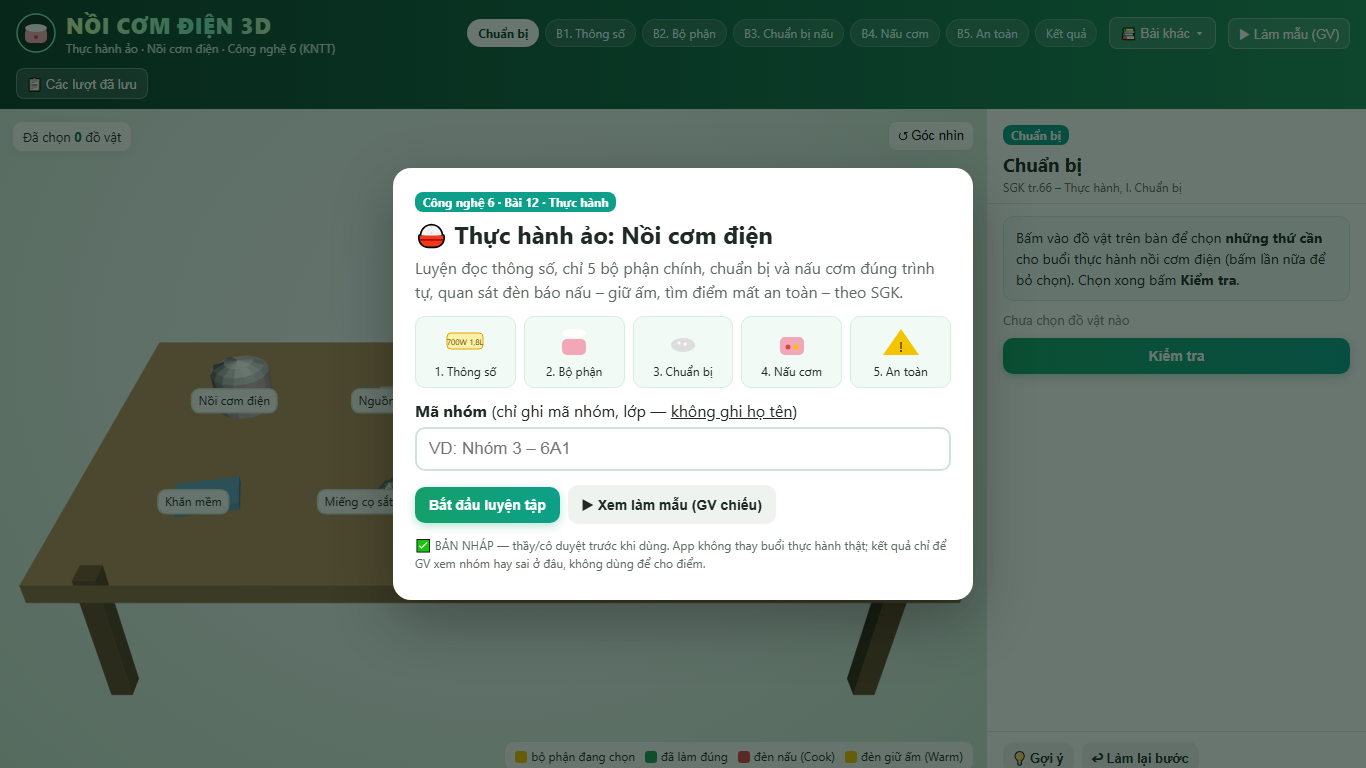 NỒI CƠM ĐIỆN 3D
Thực hành ảo · Nồi cơm điện · Công nghệ 6 (KNTT)
Chuẩn bị
B1. Thông số
B2. Bộ phận
B3. Chuẩn bị nấu
B4. Nấu cơm
B5. An toàn
Kết quả
Bài khác
Làm mẫu (GV)
Các lượt đã lưu
Đã chọn 0 đồ vật
Góc nhìn
Nồi cơm điện
Khăn mềm
Miếng cọ sắt
Công nghệ 6 · Bài 12 · Thực hành
Thực hành ảo: Nồi cơm điện
Luyện đọc thông số, chỉ 5 bộ phận chính, chuẩn bị và nấu cơm đúng trình
tự, quan sát đèn báo nấu – giữ ấm, tìm điểm mất an toàn – theo SGK.
700W 1,8L
1. Thông số
2. Bộ phận
3. Chuẩn bị
4. Nấu cơm
5. An toàn
Mã nhóm (chỉ ghi mã nhóm, lớp — không ghi họ tên)
VD: Nhóm 3 – 6A1
Bắt đầu luyện tập
Xem làm mẫu (GV chiếu)
BẢN NHÁP — thầy/cô duyệt trước khi dùng. App không thay buổi thực hành thật; kết quả chỉ để
GV xem nhóm hay sai ở đâu, không dùng để cho điểm.
bộ phận đang chọn
đã làm đúng
đèn nấu (Cook)
đèn giữ ấm (Warm)
Chuẩn bị
Chuẩn bị
SGK tr.66 – Thực hành, I. Chuẩn bị
Bấm vào đồ vật trên bàn để chọn những thứ cần
cho buổi thực hành nồi cơm điện (bấm lần nữa để
bỏ chọn). Chọn xong bấm Kiểm tra.
Chưa chọn đồ vật nào
Kiểm tra
Gợi ý
Làm lại bước